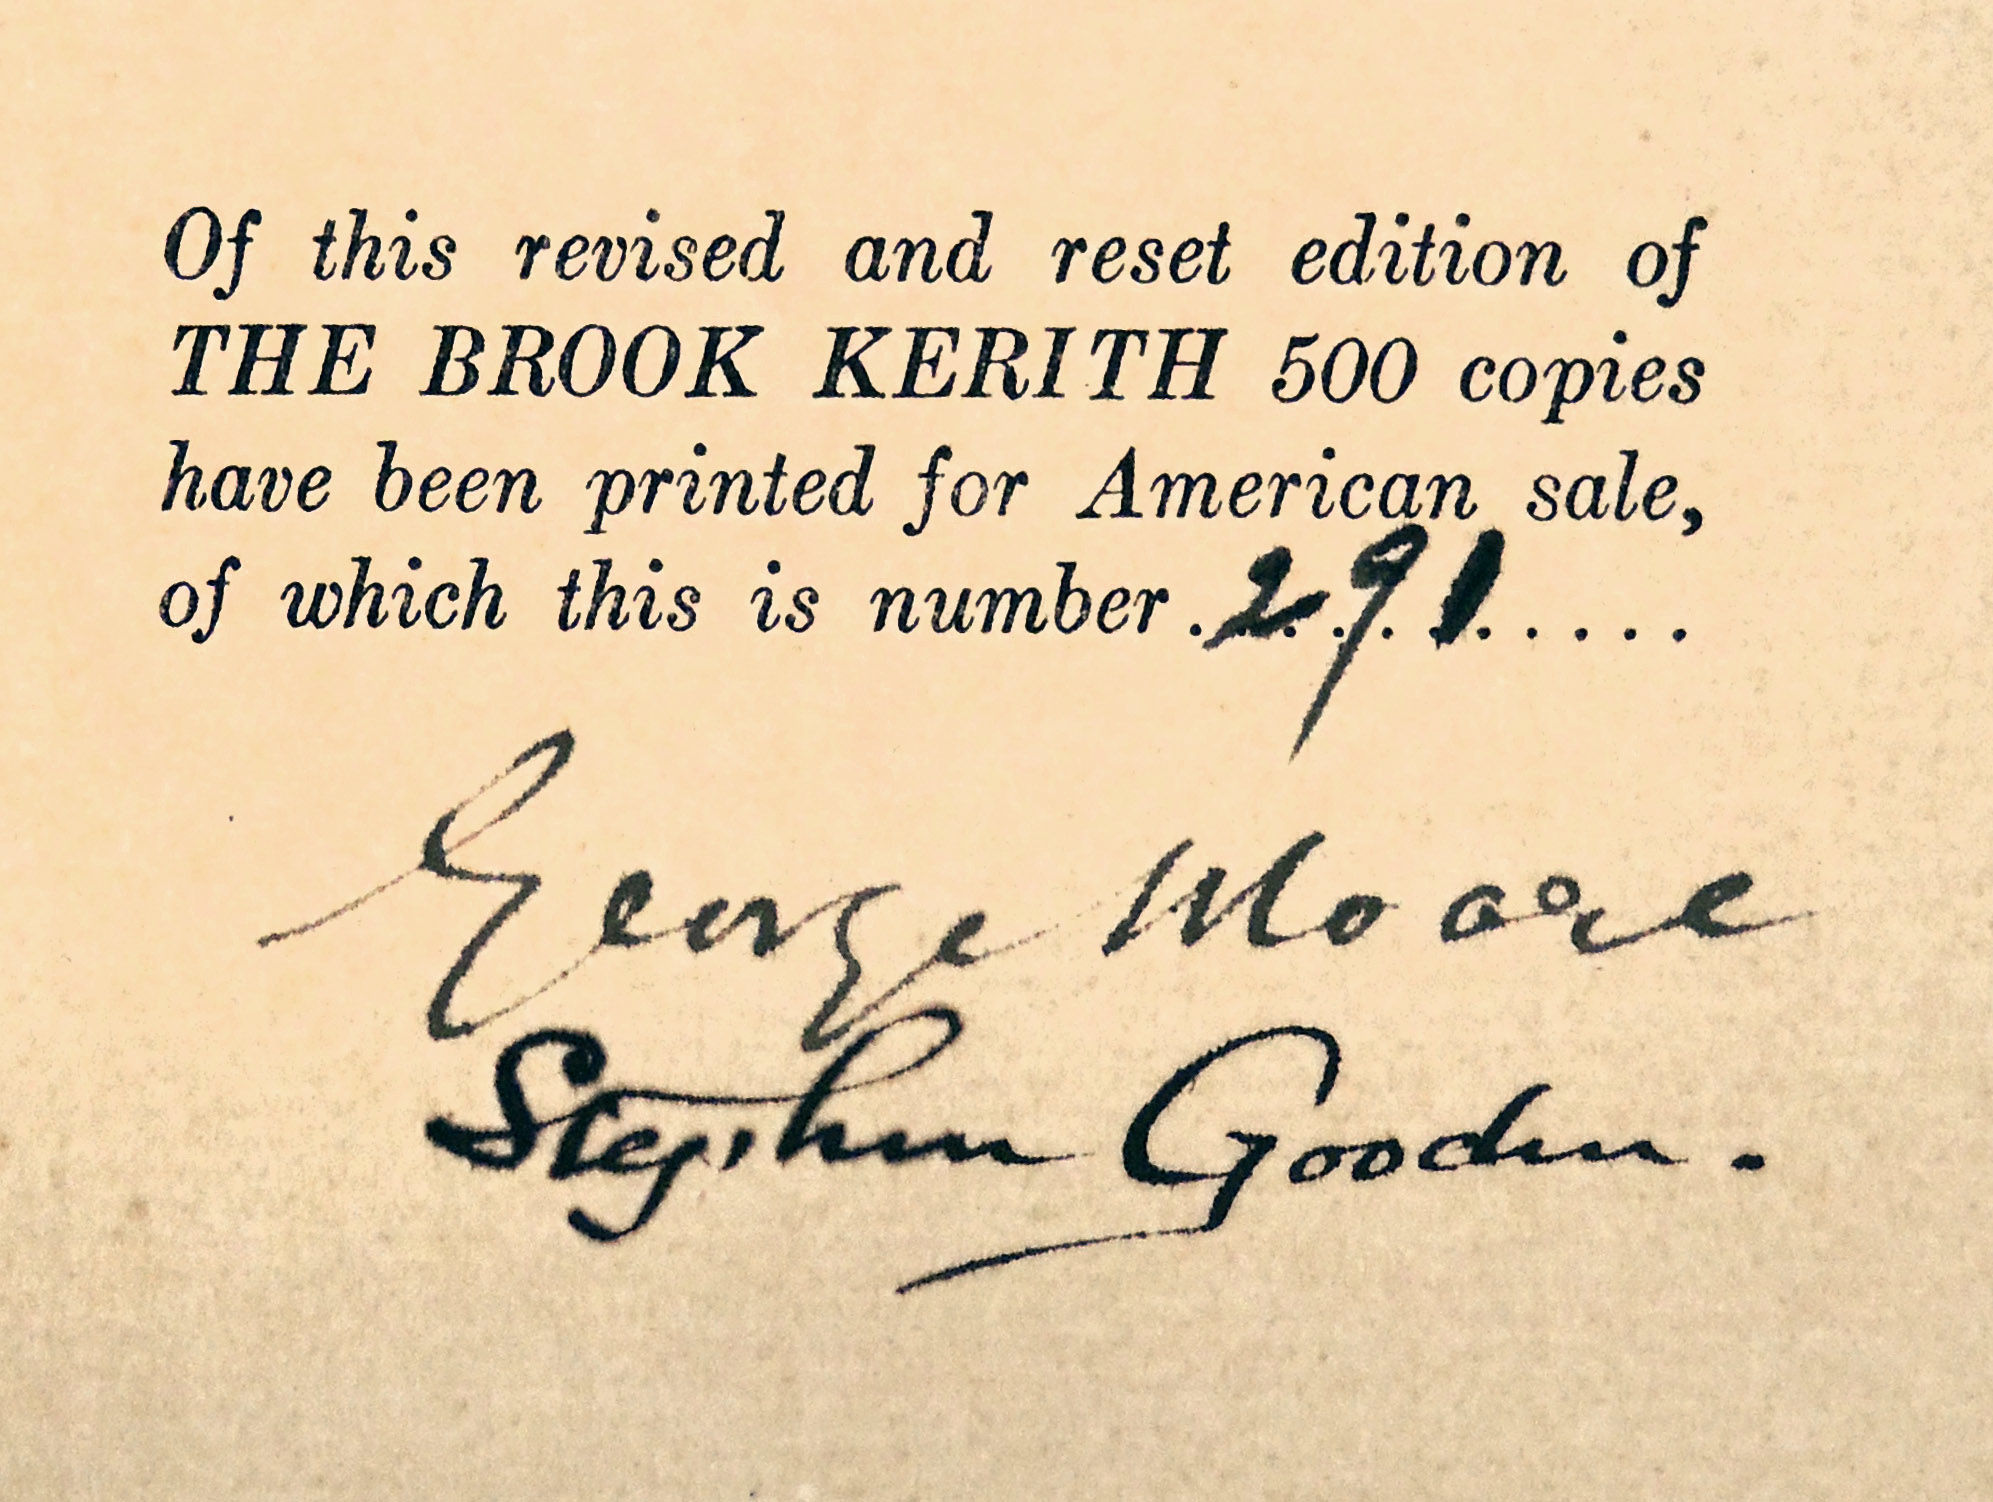 Of this revised and reset edition of
THE BROOK KERITH 500 copies
have been printed for American sale,
of which this is number . 291 . . . . .
George Moore
Stephen Gooden.